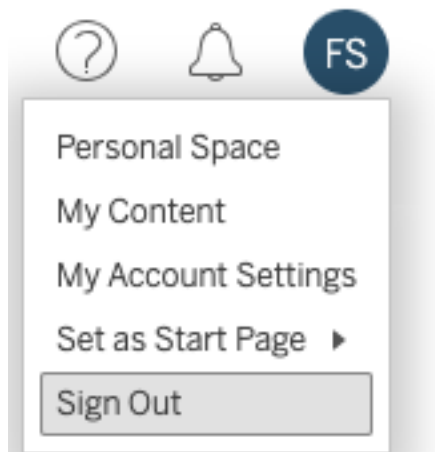 ?
FS
Personal Space
My Content
My Account Settings
Set as Start Page
Sign Out